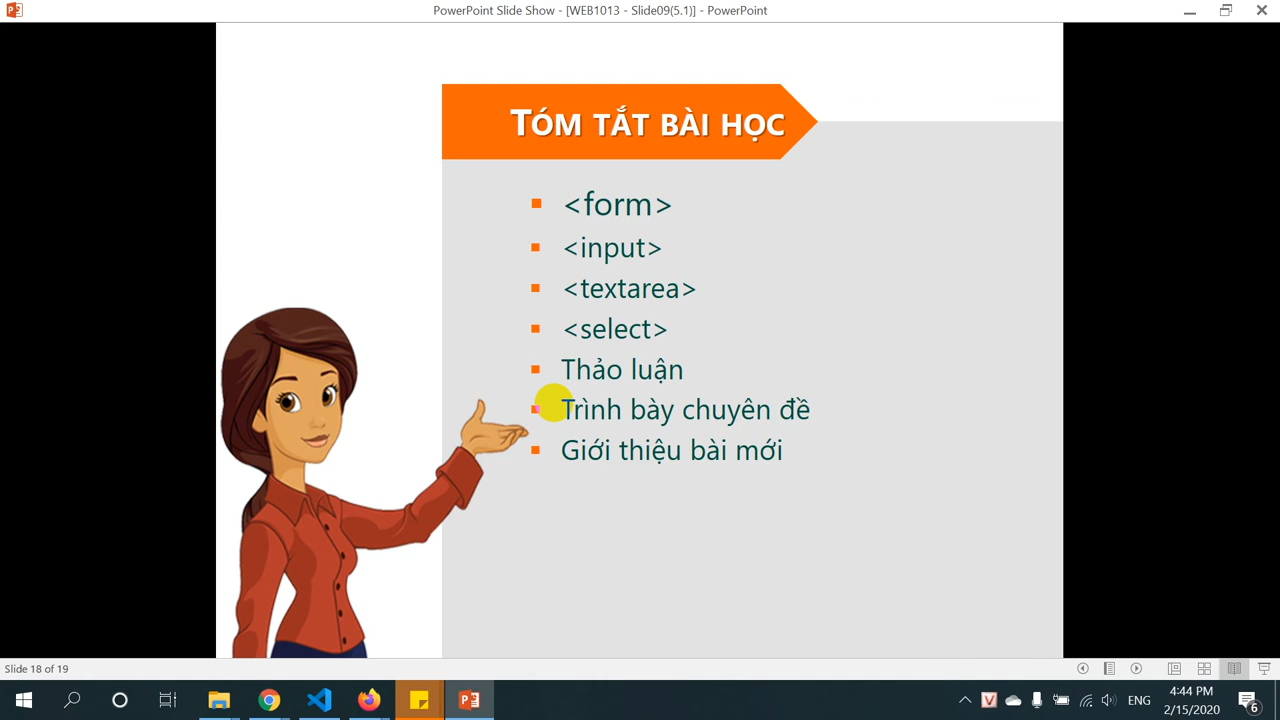 PowerPoint Slide Show - [WEB1013 - Slide09(5.1)] - PowerPoint
TÓM TẮT BÀI HỌC
<form>
<input>
<textarea>
<select>
Thảo luận
Trình bày chuyên đề
Giới thiệu bài mới
Slide 18 of 19
ENG
4:44 PM
2/15/2020
6